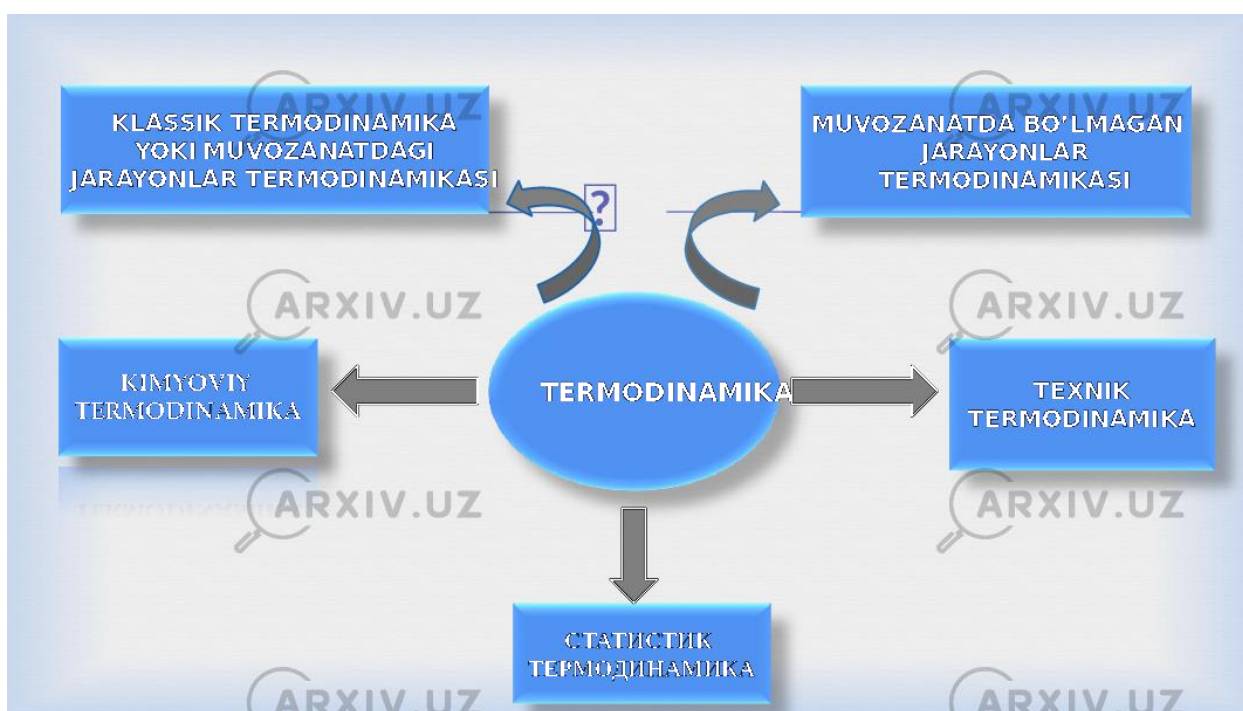 KLASSIK TERMODINAMIKA
YOKI MUVOZANATDAGI
JARAYONLAR TERMODINAMIKASI
MUVOZANATDA BO’LMAGAN
JARAYONLAR
TERMODINAMIKASI
?
KIMYOVIY
TERMODINAMIKA
TERMODINAMIKA
TEXNIK
TERMODINAMIKA
СТАТИСТИК
ТЕРМОДИНАМИКА
ARXIV.UZ
ARXIV.UZ
ARXIV.UZ
ARXIV.UZ
ARXIV.UZ
ARXIV.UZ
ARXIV.UZ
ARXIV.UZ